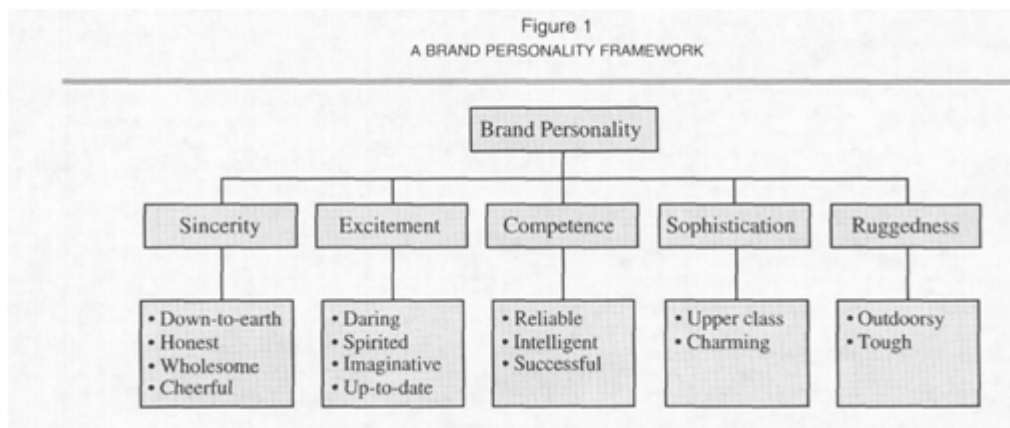 Figure 1
A BRAND PERSONALITY FRAMEWORK
Brand Personality
Sincerity
Excitement
Competence
Sophistication
Ruggedness
• Down-to-earth
• Honest
• Wholesome
• Cheerful
• Daring
• Spirited
• Imaginative
• Up-to-date
• Reliable
• Intelligent
• Successful
• Upper class
• Charming
• Outdoorsy
• Tough